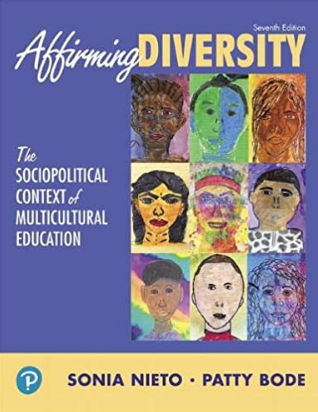 Seventh Edition
Affirming DIVERSITY
The
SOCIOPOLITICAL
CONTEXT of
MULTICULTURAL
EDUCATION
P
SONIA NIETO • PATTY BODE